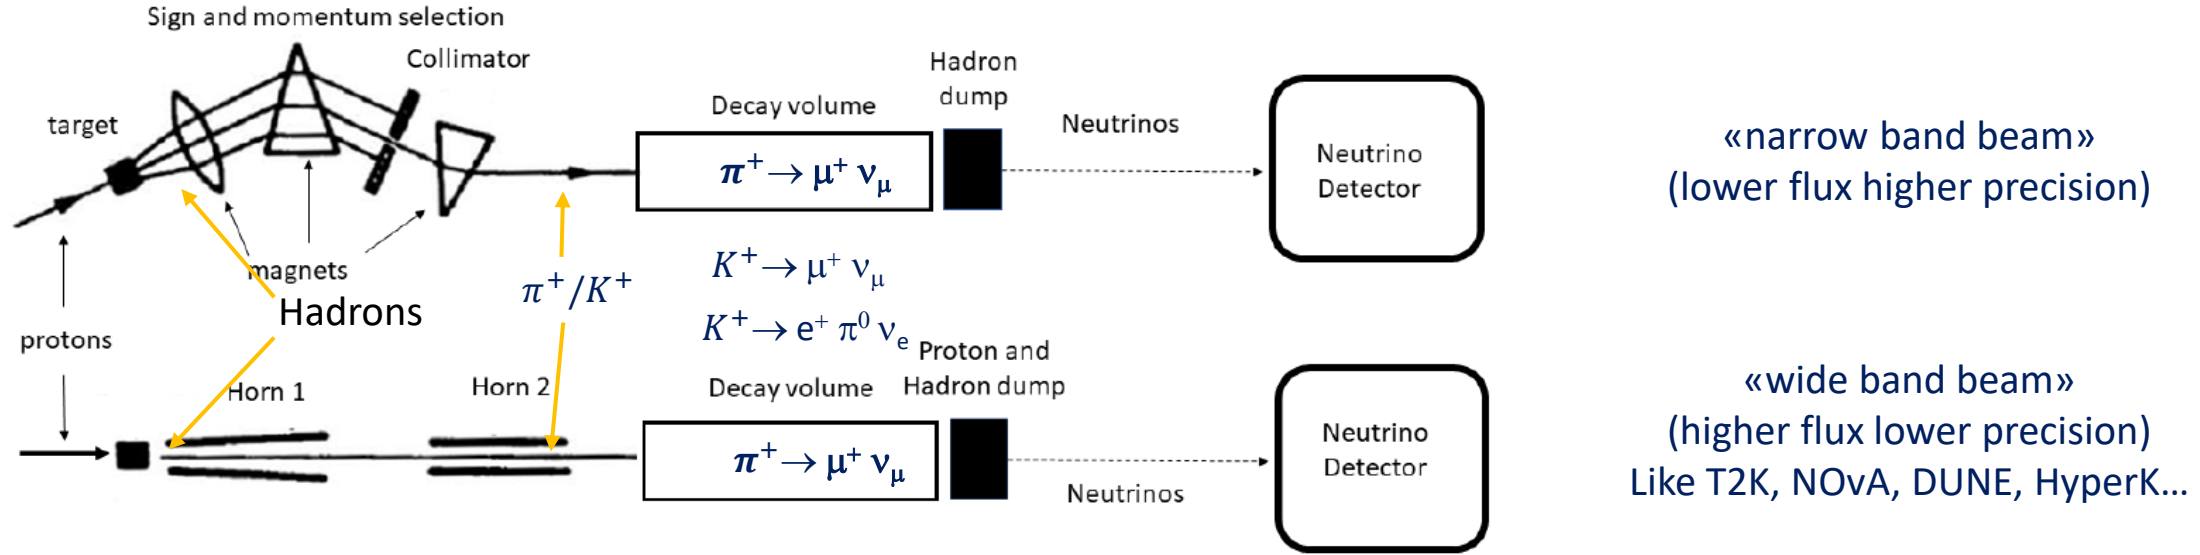 Sign and momentum selection
Collimator
target
magnets
Hadrons
protons
π⁺/K⁺
Decay volume
π⁺→ μ⁺ νμ
Hadron
dump
Neutrinos
Neutrino
Detector
«narrow band beam»
(lower flux higher precision)
K⁺→ μ⁺ νμ
K⁺→ e⁺ π⁰ νe
Horn 1
Horn 2
Decay volume
π⁺→ μ⁺ νμ
Proton and
Hadron dump
Neutrinos
Neutrino
Detector
«wide band beam»
(higher flux lower precision)
Like T2K, NOvA, DUNE, HyperK…